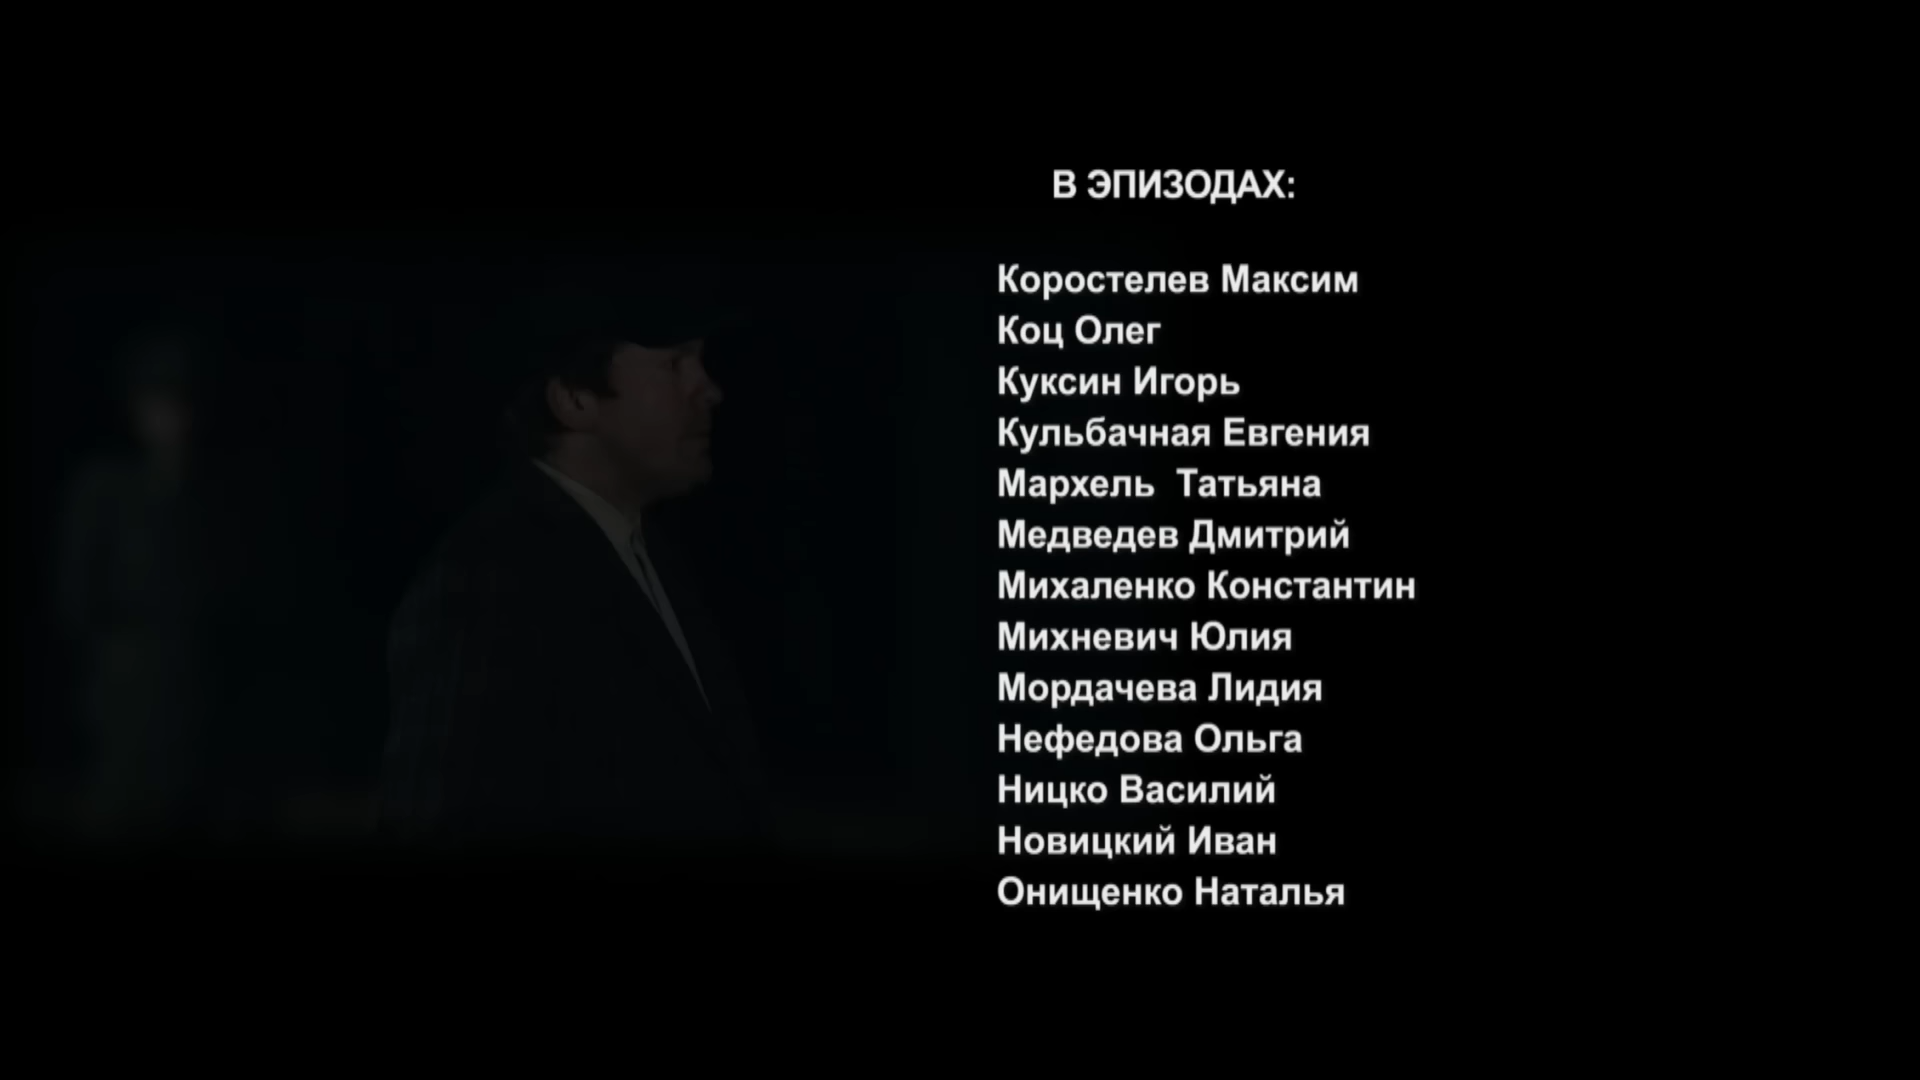 В ЭПИЗОДАХ:
Коростелев Максим
Коц Олег
Куксин Игорь
Кульбачная Евгения
Мархель Татьяна
Медведев Дмитрий
Михаленко Константин
Михневич Юлия
Мордачева Лидия
Нефедова Ольга
Ницко Василий
Новицкий Иван
Онищенко Наталья